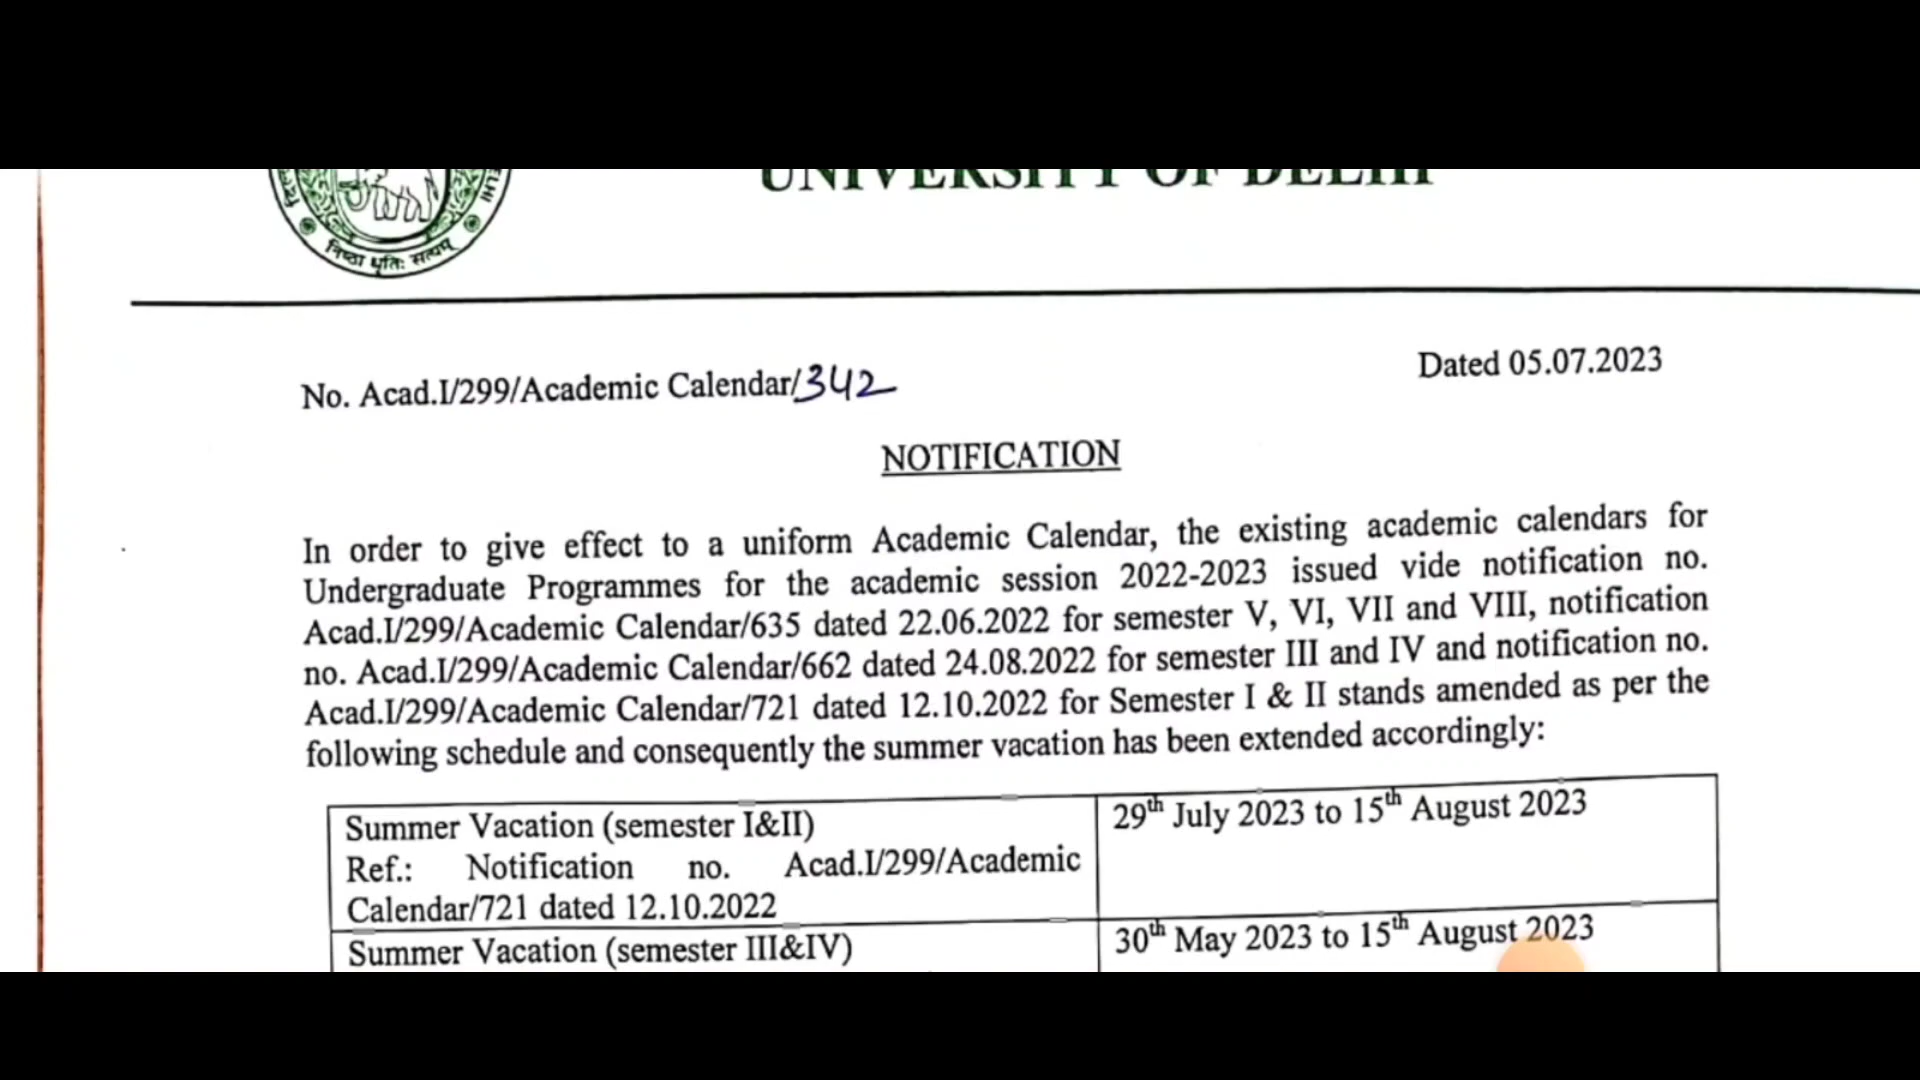 UNIVERSITY OF DELHI
निष्ठा धृतिः सत्यम्
No. Acad.I/299/Academic Calendar/342
Dated 05.07.2023
NOTIFICATION
In order to give effect to a uniform Academic Calendar, the existing academic calendars for
Undergraduate Programmes for the academic session 2022-2023 issued vide notification no.
Acad.I/299/Academic Calendar/635 dated 22.06.2022 for semester V, VI, VII and VIII, notification
no. Acad.I/299/Academic Calendar/662 dated 24.08.2022 for semester III and IV and notification no.
Acad.I/299/Academic Calendar/721 dated 12.10.2022 for Semester I & II stands amended as per the
following schedule and consequently the summer vacation has been extended accordingly:
Summer Vacation (semester I&II)
Ref.: Notification no. Acad.I/299/Academic
Calendar/721 dated 12.10.2022
29th July 2023 to 15th August 2023
Summer Vacation (semester III&IV)
30th May 2023 to 15th August 2023